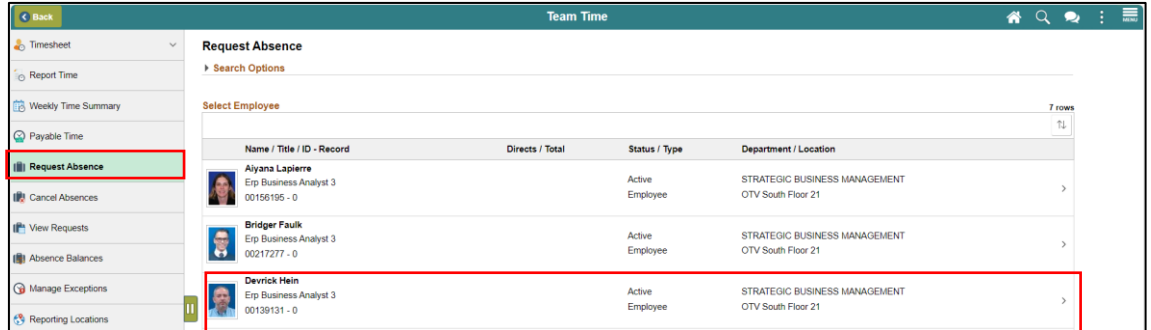 Back
Team Time
MENU
Timesheet
Report Time
Weekly Time Summary
Payable Time
Request Absence
Cancel Absences
View Requests
Absence Balances
Manage Exceptions
Reporting Locations
Request Absence
Search Options
Select Employee
7 rows
Name / Title / ID - Record Directs / Total Status / Type Department / Location
Aiyana Lapierre
Erp Business Analyst 3
00156195 - 0
Active
Employee
STRATEGIC BUSINESS MANAGEMENT
OTV South Floor 21
Bridger Faulk
Erp Business Analyst 3
00217277 - 0
Active
Employee
STRATEGIC BUSINESS MANAGEMENT
OTV South Floor 21
Devrick Hein
Erp Business Analyst 3
00139131 - 0
Active
Employee
STRATEGIC BUSINESS MANAGEMENT
OTV South Floor 21